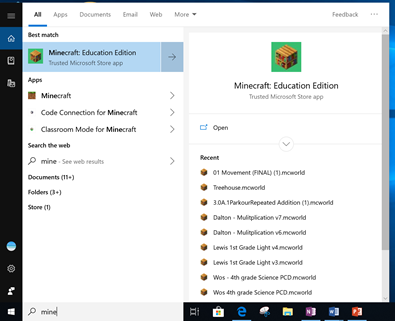 All Apps Documents Email Web More Feedback ...
Best match
Minecraft: Education Edition
Trusted Microsoft Store app
Apps
Minecraft
Code Connection for Minecraft
Classroom Mode for Minecraft
Search the web
mine - See web results
Documents (11+)
Folders (3+)
Store (1)
Minecraft: Education Edition
Trusted Microsoft Store app
Open
Recent
01 Movement (FINAL) (1).mcworld
Treehouse.mcworld
3.0A.1ParkourRepeated Addition (1).mcworld
Dalton - Mulitplication v7.mcworld
Dalton - Mulitplication v6.mcworld
Lewis 1st Grade Light v4.mcworld
Lewis 1st Grade Light v3.mcworld
Wos - 4th grade Science PCD.mcworld
Wos 4th grade Science PCD.mcworld
mine